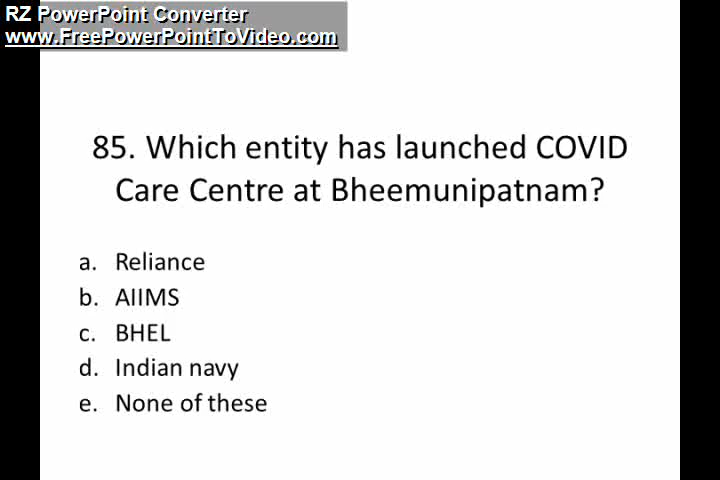 RZ PowerPoint Converter
www.FreePowerPointToVideo.com
85. Which entity has launched COVID
Care Centre at Bheemunipatnam?
a. Reliance
b. AIIMS
c. BHEL
d. Indian navy
e. None of these